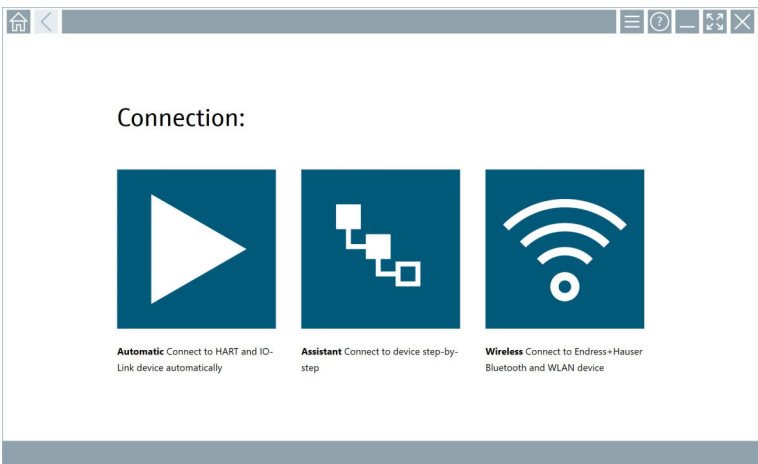 Connection:
Automatic Connect to HART and IO-
Link device automatically
Assistant Connect to device step-by-
step
Wireless Connect to Endress+Hauser
Bluetooth and WLAN device